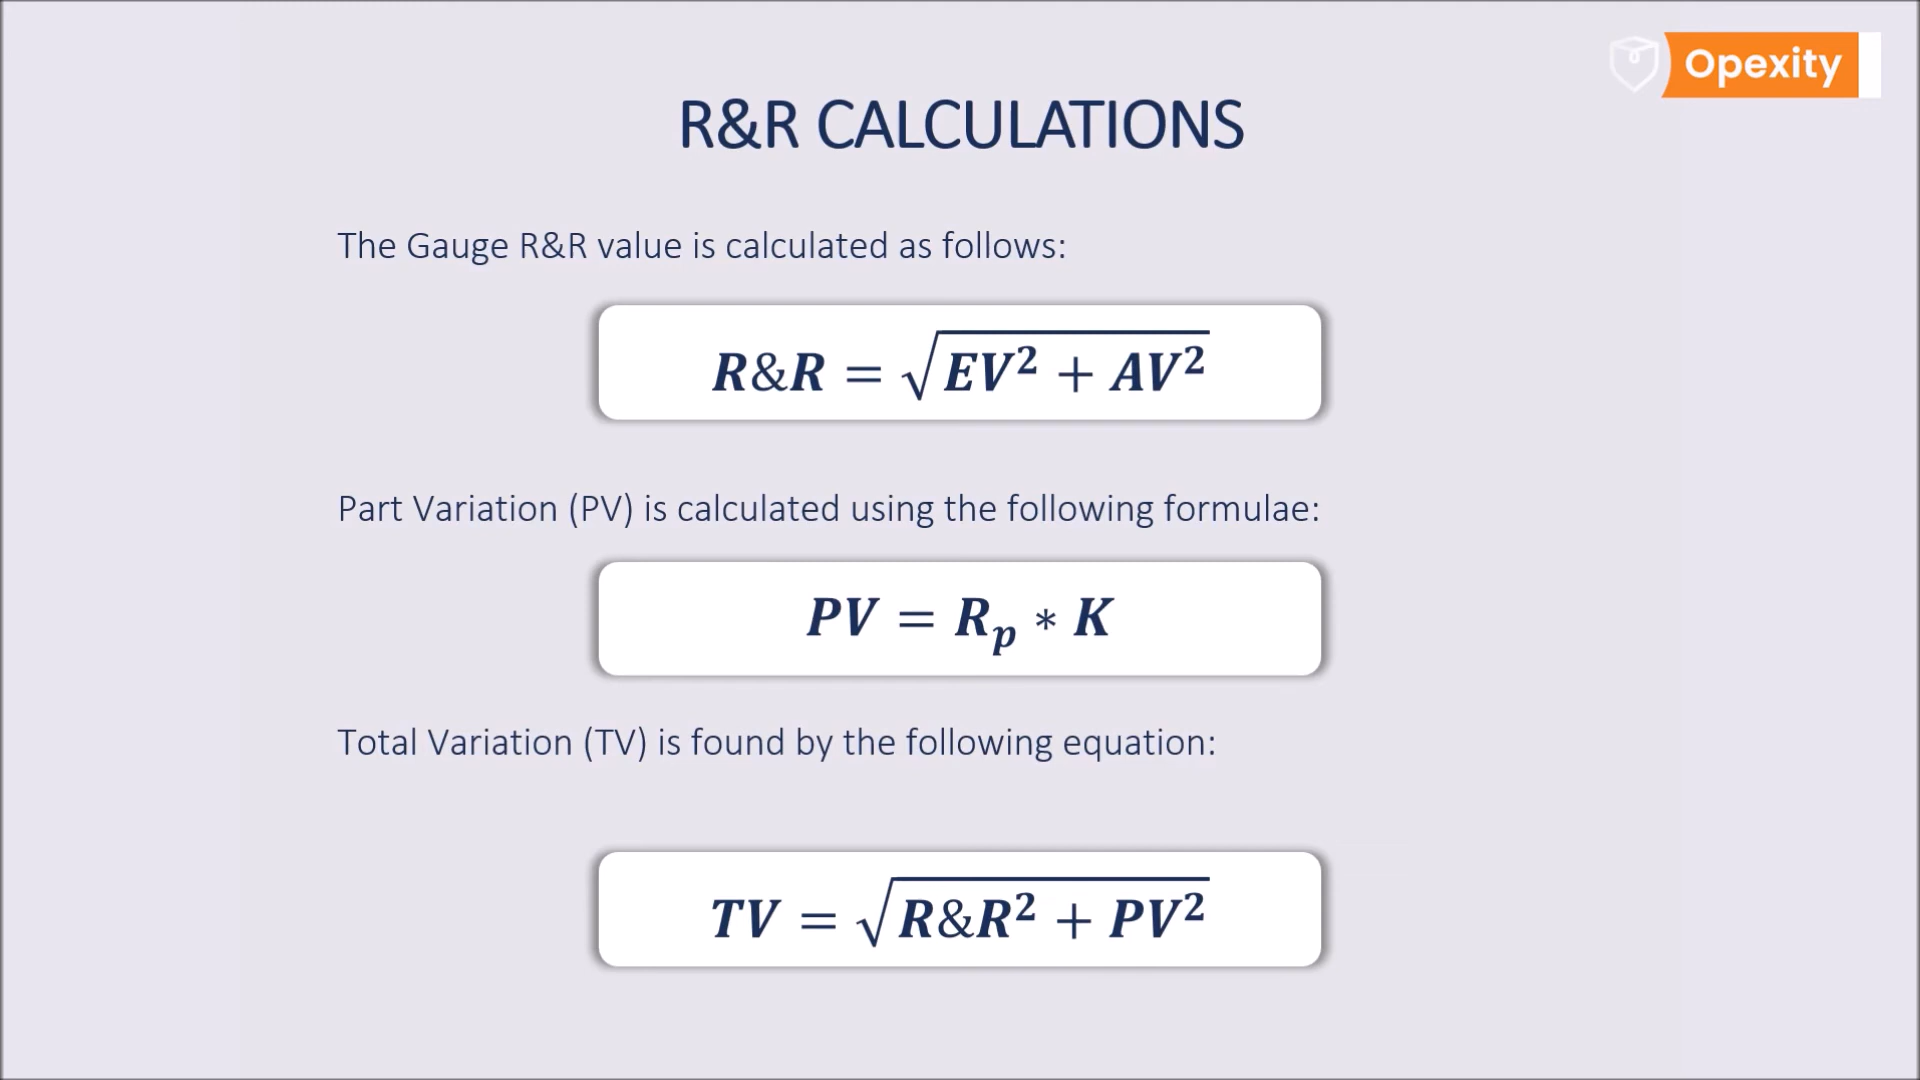 Opexity
R&R CALCULATIONS
The Gauge R&R value is calculated as follows:
R&R = √EV² + AV²
Part Variation (PV) is calculated using the following formulae:
PV = Rₚ * K
Total Variation (TV) is found by the following equation:
TV = √R&R² + PV²